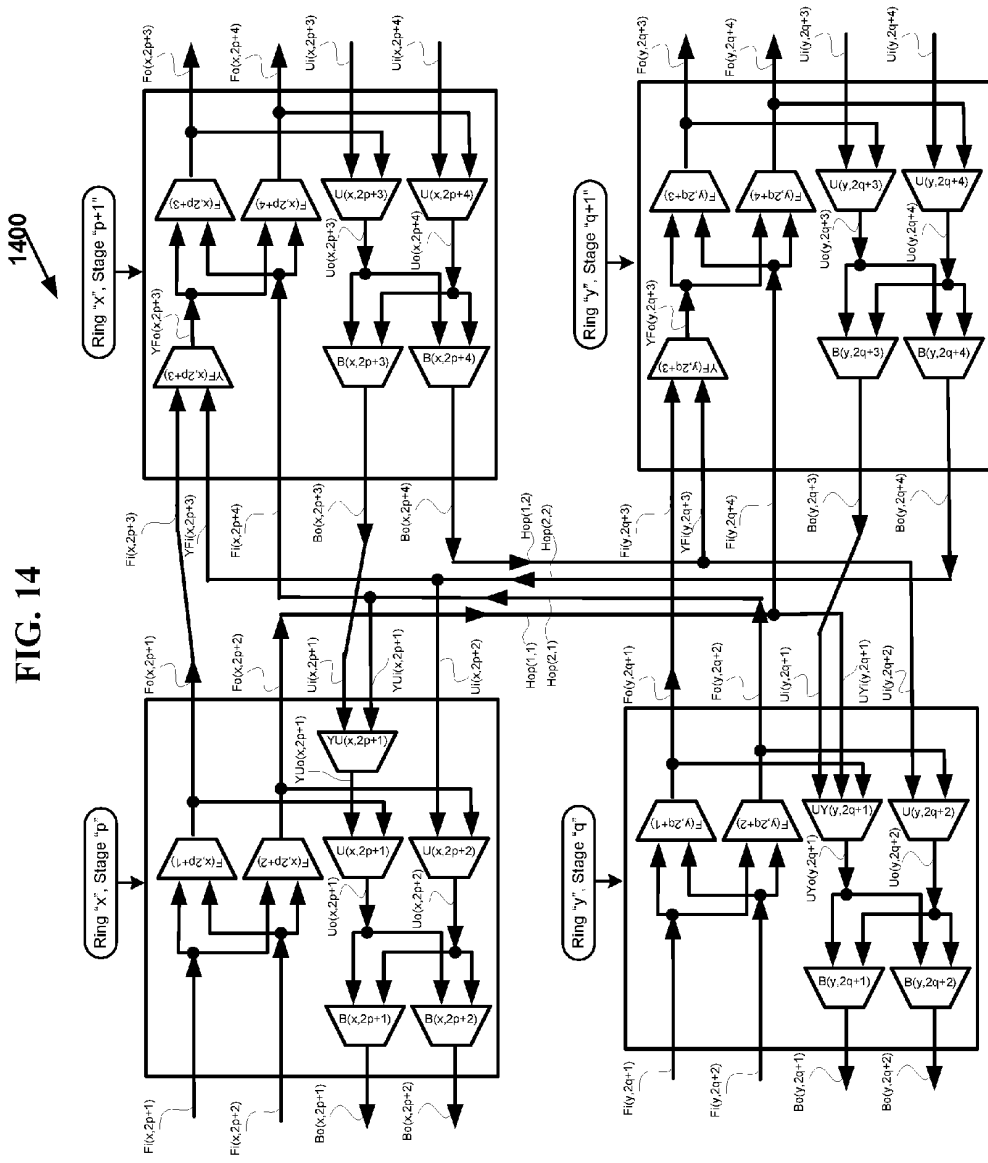 FIG. 14
1400
Ring "x", Stage "p"
Fi(x,2p+1)
Fi(x,2p+2)
Bo(x,2p+1)
Bo(x,2p+2)
F(x,2p+1)
F(x,2p+2)
U(x,2p+1)
U(x,2p+2)
Uo(x,2p+1)
Uo(x,2p+2)
B(x,2p+1)
B(x,2p+2)
YU(x,2p+1)
YUo(x,2p+1)
Fo(x,2p+1)
Fo(x,2p+2)
Ui(x,2p+1)
YUi(x,2p+1)
Ui(x,2p+2)
Ring "x", Stage "p+1"
Fi(x,2p+3)
YFi(x,2p+3)
Fi(x,2p+4)
Bo(x,2p+3)
Bo(x,2p+4)
YF(x,2p+3)
YFo(x,2p+3)
F(x,2p+3)
F(x,2p+4)
U(x,2p+3)
U(x,2p+4)
Uo(x,2p+3)
Uo(x,2p+4)
B(x,2p+3)
B(x,2p+4)
Fo(x,2p+3)
Fo(x,2p+4)
Ui(x,2p+3)
Ui(x,2p+4)
Hop(1,1)
Hop(2,1)
Hop(1,2)
Hop(2,2)
Ring "y", Stage "q"
Fi(y,2q+1)
Fi(y,2q+2)
Bo(y,2q+1)
Bo(y,2q+2)
F(y,2q+1)
F(y,2q+2)
UY(y,2q+1)
U(y,2q+2)
UYo(y,2q+1)
Uo(y,2q+2)
B(y,2q+1)
B(y,2q+2)
Fo(y,2q+1)
Fo(x,2q+2)
Ui(y,2q+1)
UYi(y,2q+1)
Ui(y,2q+2)
Ring "y", Stage "q+1"
Fi(y,2q+3)
YFi(y,2q+3)
Fi(y,2q+4)
Bo(y,2q+3)
Bo(y,2q+4)
YF(y,2q+3)
YFo(y,2q+3)
F(y,2q+3)
F(y,2q+4)
U(y,2q+3)
U(y,2q+4)
Uo(y,2q+3)
Uo(y,2q+4)
B(y,2q+3)
B(y,2q+4)
Fo(y,2q+3)
Fo(y,2q+4)
Ui(y,2q+3)
Ui(y,2q+4)